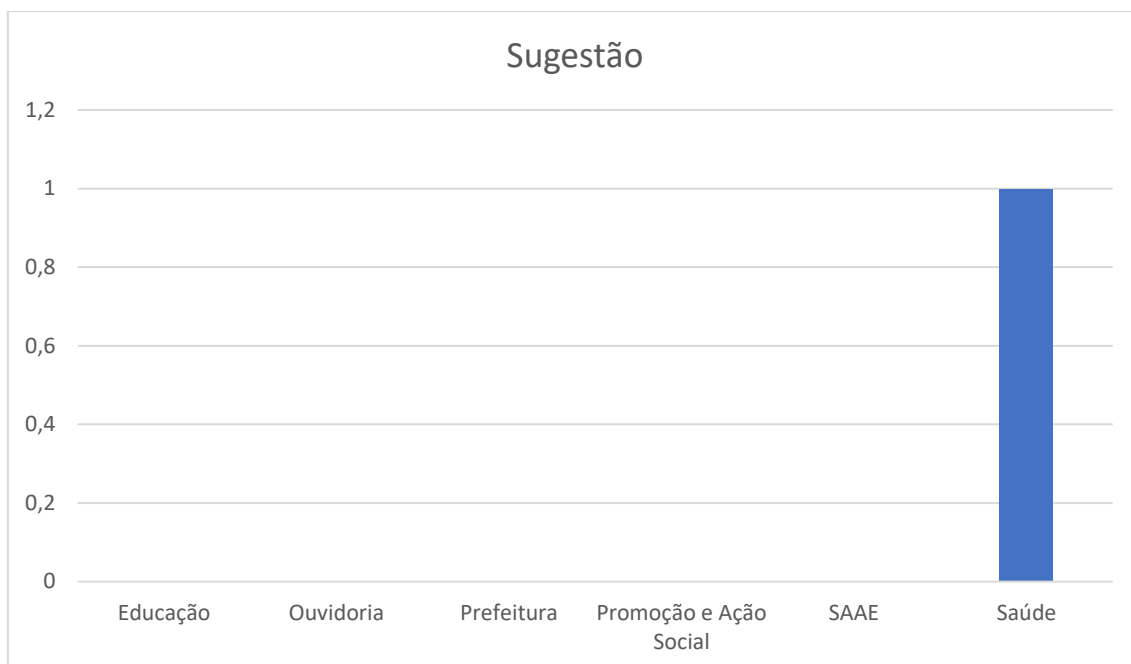 Sugestão
1,2
1
0,8
0,6
0,4
0,2
0
Educação Ouvidoria Prefeitura Promoção e Ação SAAE Saúde
Social